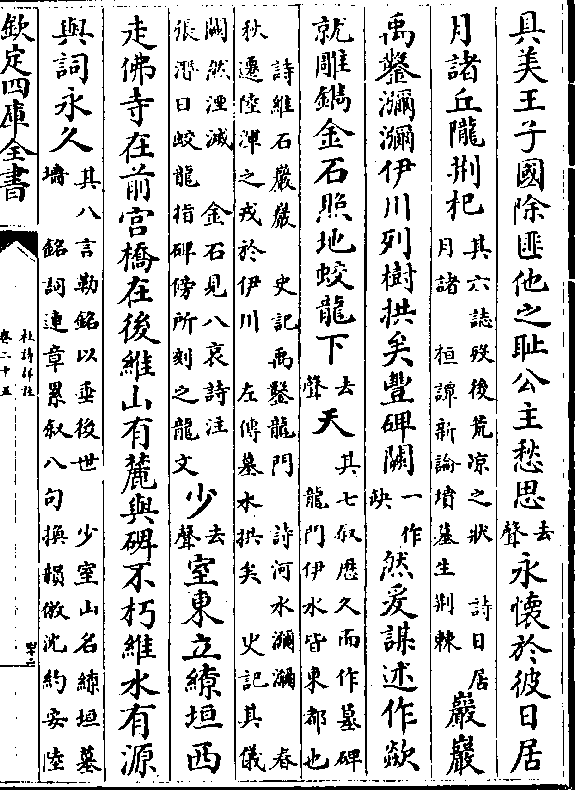 具美王子國除匪他之耻公主愁思去聲永懷於彼日居
月諸丘隴荆杞其六誌歿後荒凉之狀 詩日居月諸 桓譚新論墳墓生荆棘巖巖
禹鑿瀰瀰伊川列樹拱矣豐碑闕一作缺然爰謀述作欻
就雕鐫金石照地蛟龍下去聲天其七叙歷久而作墓碑龍門伊水皆東都也
詩維石巖巖 史記禹鑿龍門 詩河水瀰瀰 春
秋遷陸渾之戎於伊川 左傳墓木拱矣 史記其儀
闕然湮滅 金石見八哀詩注
張溍曰蛟龍指碑傍所刻之龍文少去聲室東立繚垣西
走佛寺在前宫橋在後維山有麓與碑不朽維水有源
與詞永久其八言勒銘以垂後世 少室山名繚垣墓
墻 銘詞連章累叙八句換韻倣沈約安陸
欽定四庫全書
杜詩詳註
卷二十五